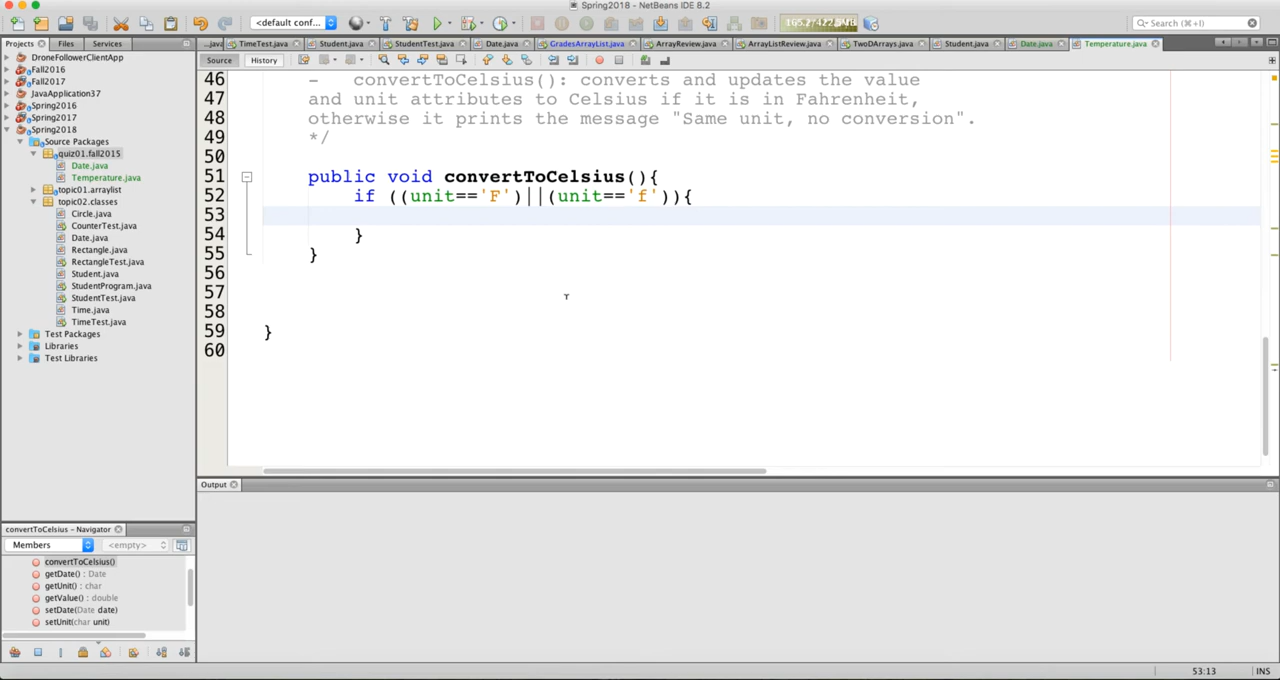 Spring2018 - NetBeans IDE 8.2
<default conf...
Search (⌘+I)
Projects Files Services
...java TimeTest.java Student.java StudentTest.java Date.java GradesArrayList.java ArrayReview.java ArrayListReview.java TwoDArrays.java Student.java Date.java Temperature.java
Source History
DroneFollowerClientApp
Fall2016
Fall2017
JavaApplication37
Spring2016
Spring2017
Spring2018
Source Packages
quiz01.fall2015
Date.java
Temperature.java
topic01.arraylist
topic02.classes
Circle.java
CounterTest.java
Date.java
Rectangle.java
RectangleTest.java
Student.java
StudentProgram.java
StudentTest.java
Time.java
TimeTest.java
Test Packages
Libraries
Test Libraries
46 - convertToCelsius(): converts and updates the value
47 and unit attributes to Celsius if it is in Fahrenheit,
48 otherwise it prints the message "Same unit, no conversion".
49 */
50
51 public void convertToCelsius(){
52 if ((unit=='F')||(unit=='f')){
53
54 }
55 }
56
57
58
59 }
60
Output
convertToCelsius - Navigator
Members <empty>
convertToCelsius()
getDate() : Date
getUnit() : char
getValue() : double
setDate(Date date)
setUnit(char unit)
53:13 INS